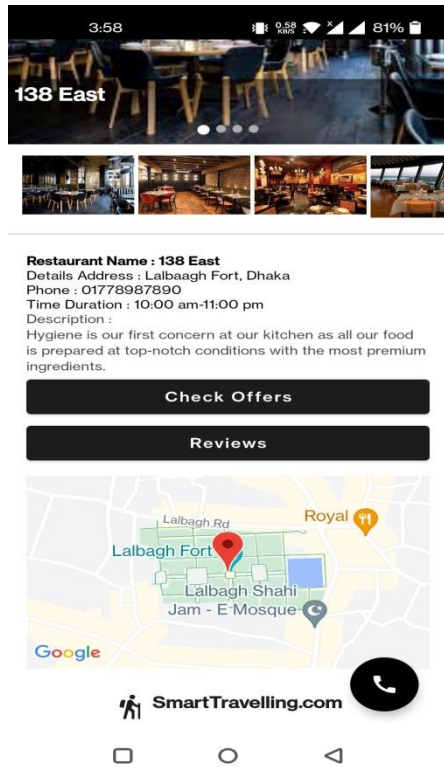 3:58
0.58
KB/S
81%
138 East
Restaurant Name : 138 East
Details Address : Lalbaagh Fort, Dhaka
Phone : 01778987890
Time Duration : 10:00 am-11:00 pm
Description :
Hygiene is our first concern at our kitchen as all our food
is prepared at top-notch conditions with the most premium
ingredients.
Check Offers
Reviews
Lalbagh Rd
Royal
Lalbagh Fort
Lalbagh Shahi
Jam - E Mosque
Google
SmartTravelling.com